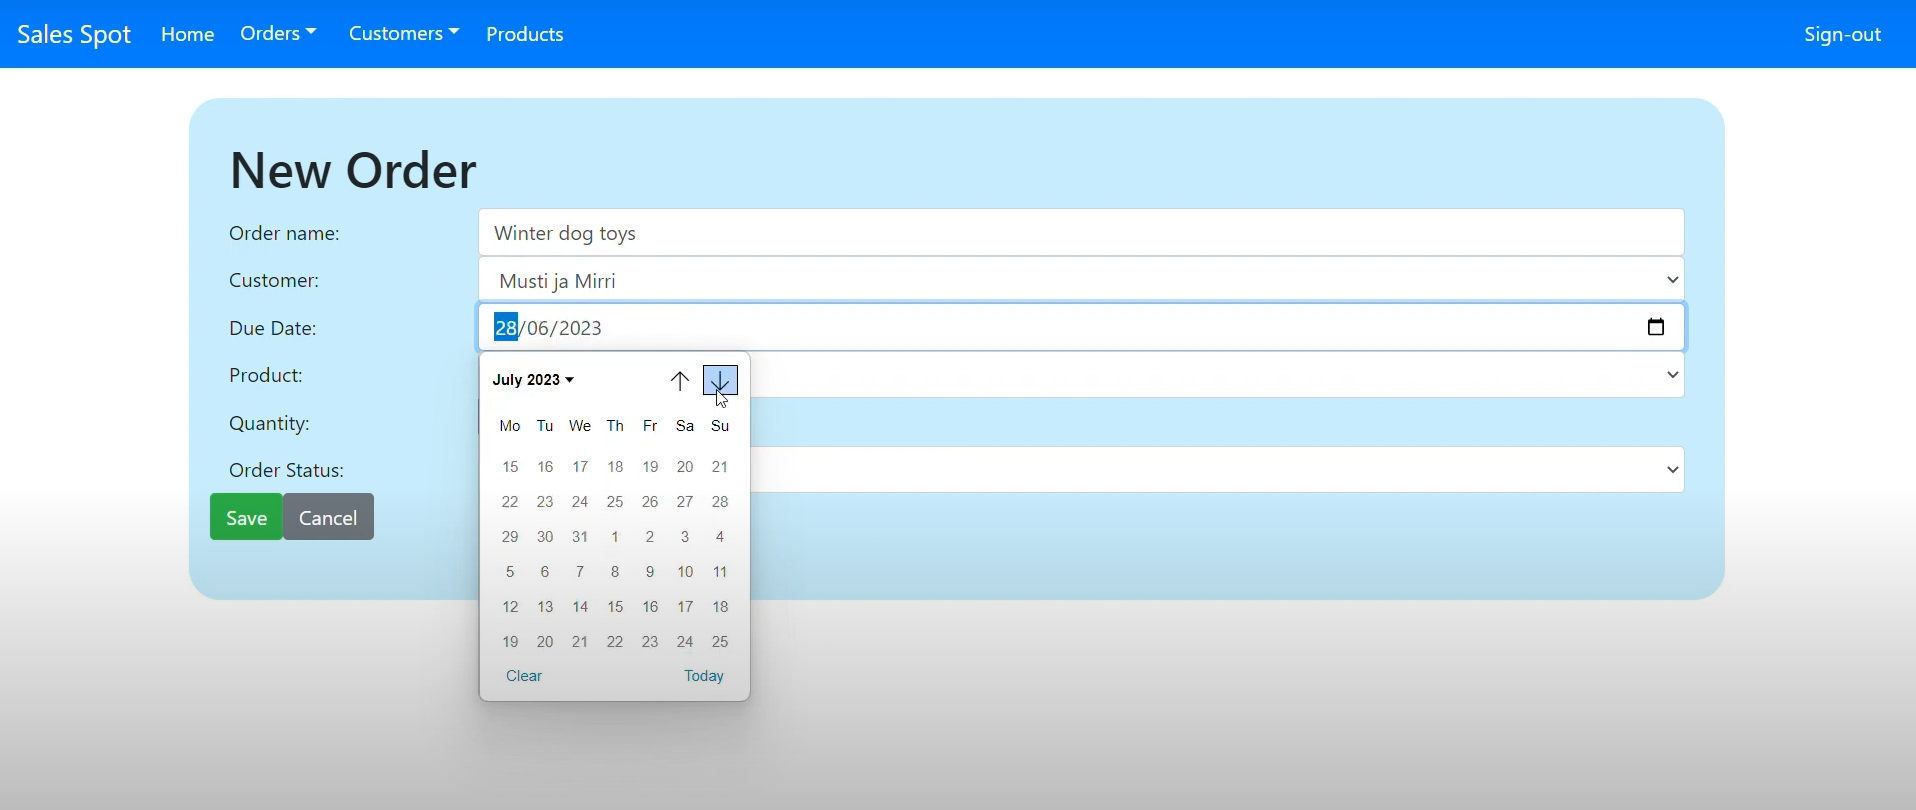 Sales Spot Home Orders Customers Products Sign-out
New Order
Order name: Winter dog toys
Customer: Musti ja Mirri
Due Date: 28/06/2023
Product:
Quantity:
Order Status:
Save Cancel
July 2023
Mo Tu We Th Fr Sa Su
15 16 17 18 19 20 21
22 23 24 25 26 27 28
29 30 31 1 2 3 4
5 6 7 8 9 10 11
12 13 14 15 16 17 18
19 20 21 22 23 24 25
Clear Today